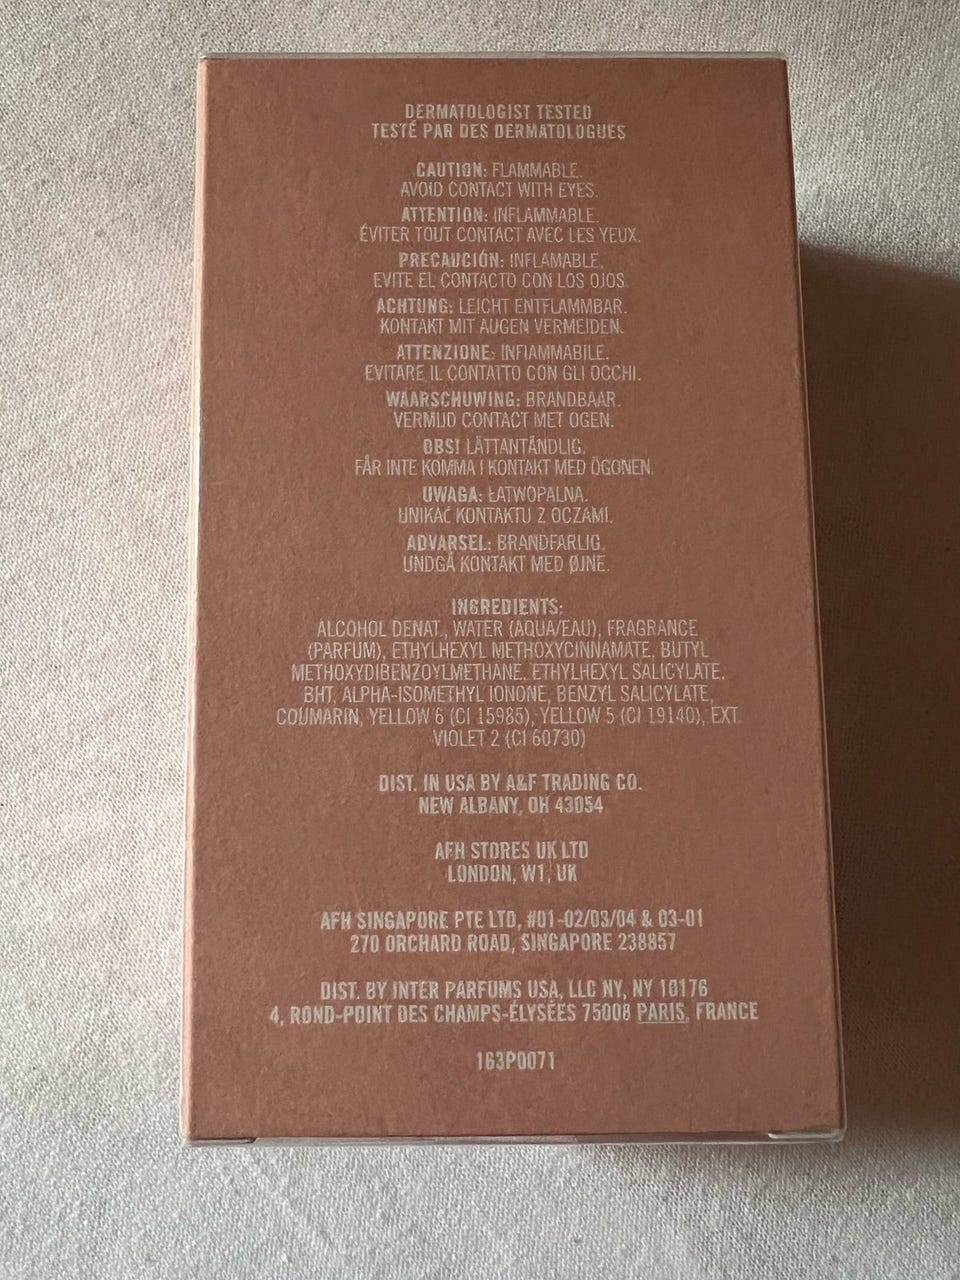 DERMATOLOGIST TESTED
TESTÉ PAR DES DERMATOLOGUES
CAUTION: FLAMMABLE.
AVOID CONTACT WITH EYES.
ATTENTION: INFLAMMABLE.
ÉVITER TOUT CONTACT AVEC LES YEUX.
PRECAUCIÓN: INFLAMABLE,
EVITE EL CONTACTO CON LOS OJOS.
ACHTUNG: LEICHT ENTFLAMMBAR.
KONTAKT MIT AUGEN VERMEIDEN.
ATTENZIONE: INFIAMMABILE.
EVITARE IL CONTATTO CON GLI OCCHI.
WAARSCHUWING: BRANDBAAR.
VERMIJD CONTACT MET OGEN.
OBS! LÄTTANTÄNDLIG.
FÅR INTE KOMMA I KONTAKT MED ÖGONEN.
UWAGA: ŁATWOPALNA.
UNIKAĆ KONTAKTU Z OCZAMI.
ADVARSEL: BRANDFARLIG.
UNDGÅ KONTAKT MED ØJNE.
INGREDIENTS:
ALCOHOL DENAT., WATER (AQUA/EAU), FRAGRANCE
(PARFUM), ETHYLHEXYL METHOXYCINNAMATE, BUTYL
METHOXYDIBENZOYLMETHANE, ETHYLHEXYL SALICYLATE,
BHT, ALPHA-ISOMETHYL IONONE, BENZYL SALICYLATE,
COUMARIN, YELLOW 6 (CI 15985), YELLOW 5 (CI 19140), EXT.
VIOLET 2 (CI 60730)
DIST. IN USA BY A&F TRADING CO.
NEW ALBANY, OH 43054
AFH STORES UK LTD
LONDON, W1, UK
AFH SINGAPORE PTE LTD, #01-02/03/04 & 03-01
270 ORCHARD ROAD, SINGAPORE 238857
DIST. BY INTER PARFUMS USA, LLC NY, NY 10176
4, ROND-POINT DES CHAMPS-ÉLYSÉES 75008 PARIS, FRANCE
163P0071